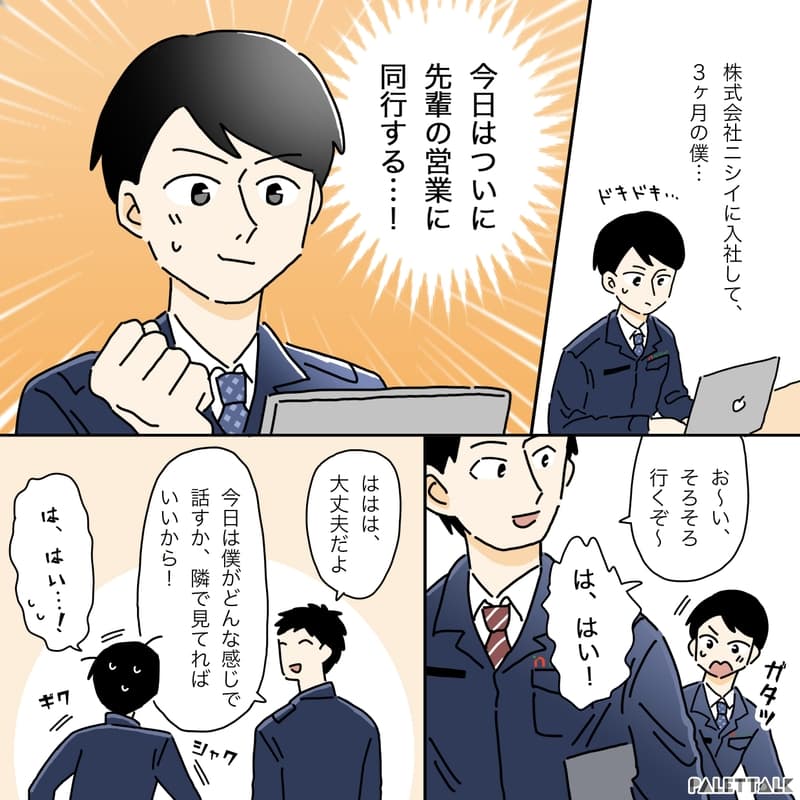 株式会社ニシイに入社して、
3ヶ月の僕…
ドキドキ…
今日はついに
先輩の営業に
同行する…！
お〜い、
そろそろ
行くぞ〜
は、はい！
ガタッ
ははは、
大丈夫だよ
今日は僕がどんな感じで
話すか、隣で見てれば
いいから！
は、はい…！
ギク
シャク
PALETTALK